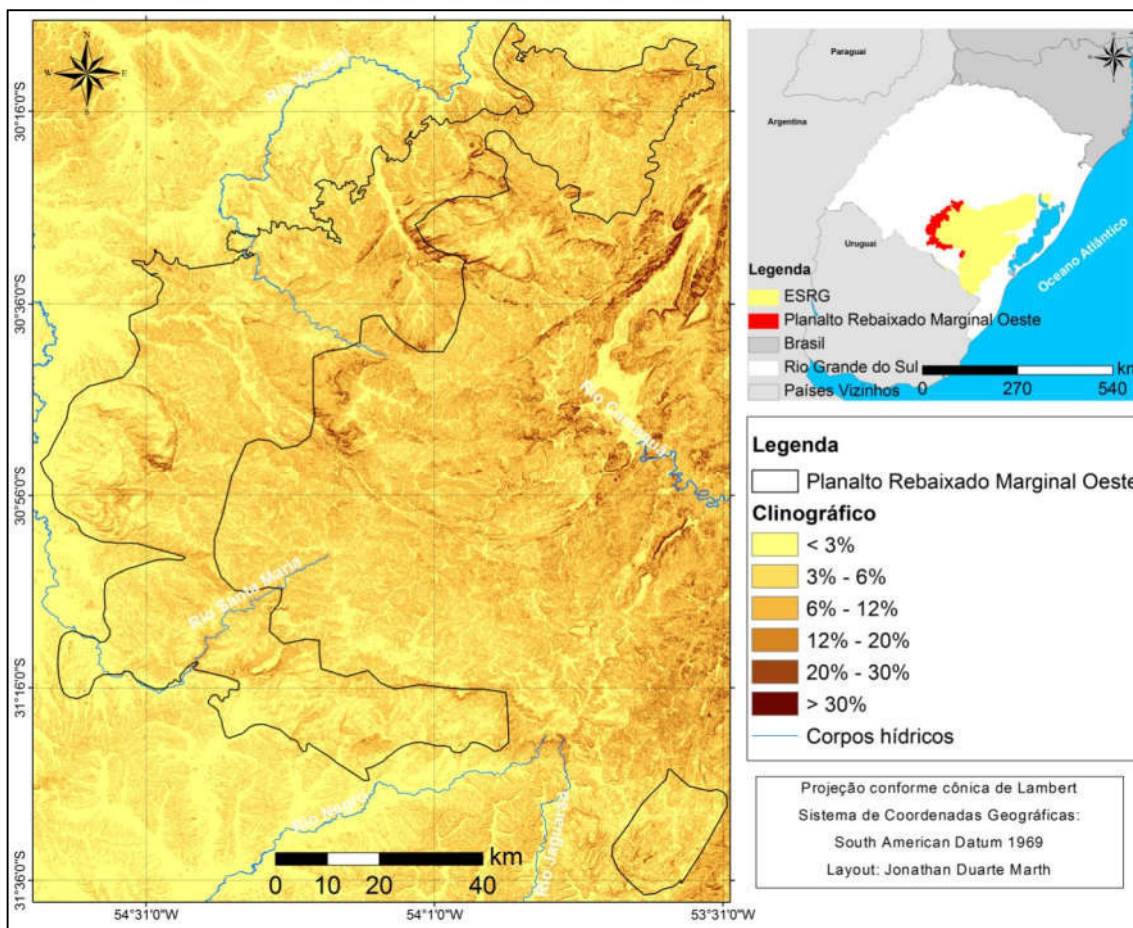 N
W
E
S
Rio Vacacaí
Rio Camaquã
Rio Santa Maria
Rio Negro
Rio Jaguarão
30°16'0"S
30°36'0"S
30°56'0"S
31°16'0"S
31°36'0"S
54°31'0"W
54°1'0"W
53°31'0"W
km
0 10 20 40
Paraguai
Argentina
Uruguai
Oceano Atlântico
Legenda
ESRG
Planalto Rebaixado Marginal Oeste
Brasil
Rio Grande do Sul
Países Vizinhos
km
0 270 540
Legenda
Planalto Rebaixado Marginal Oeste
Clinográfico
< 3%
3% - 6%
6% - 12%
12% - 20%
20% - 30%
> 30%
Corpos hídricos
Projeção conforme cônica de Lambert
Sistema de Coordenadas Geográficas:
South American Datum 1969
Layout: Jonathan Duarte Marth